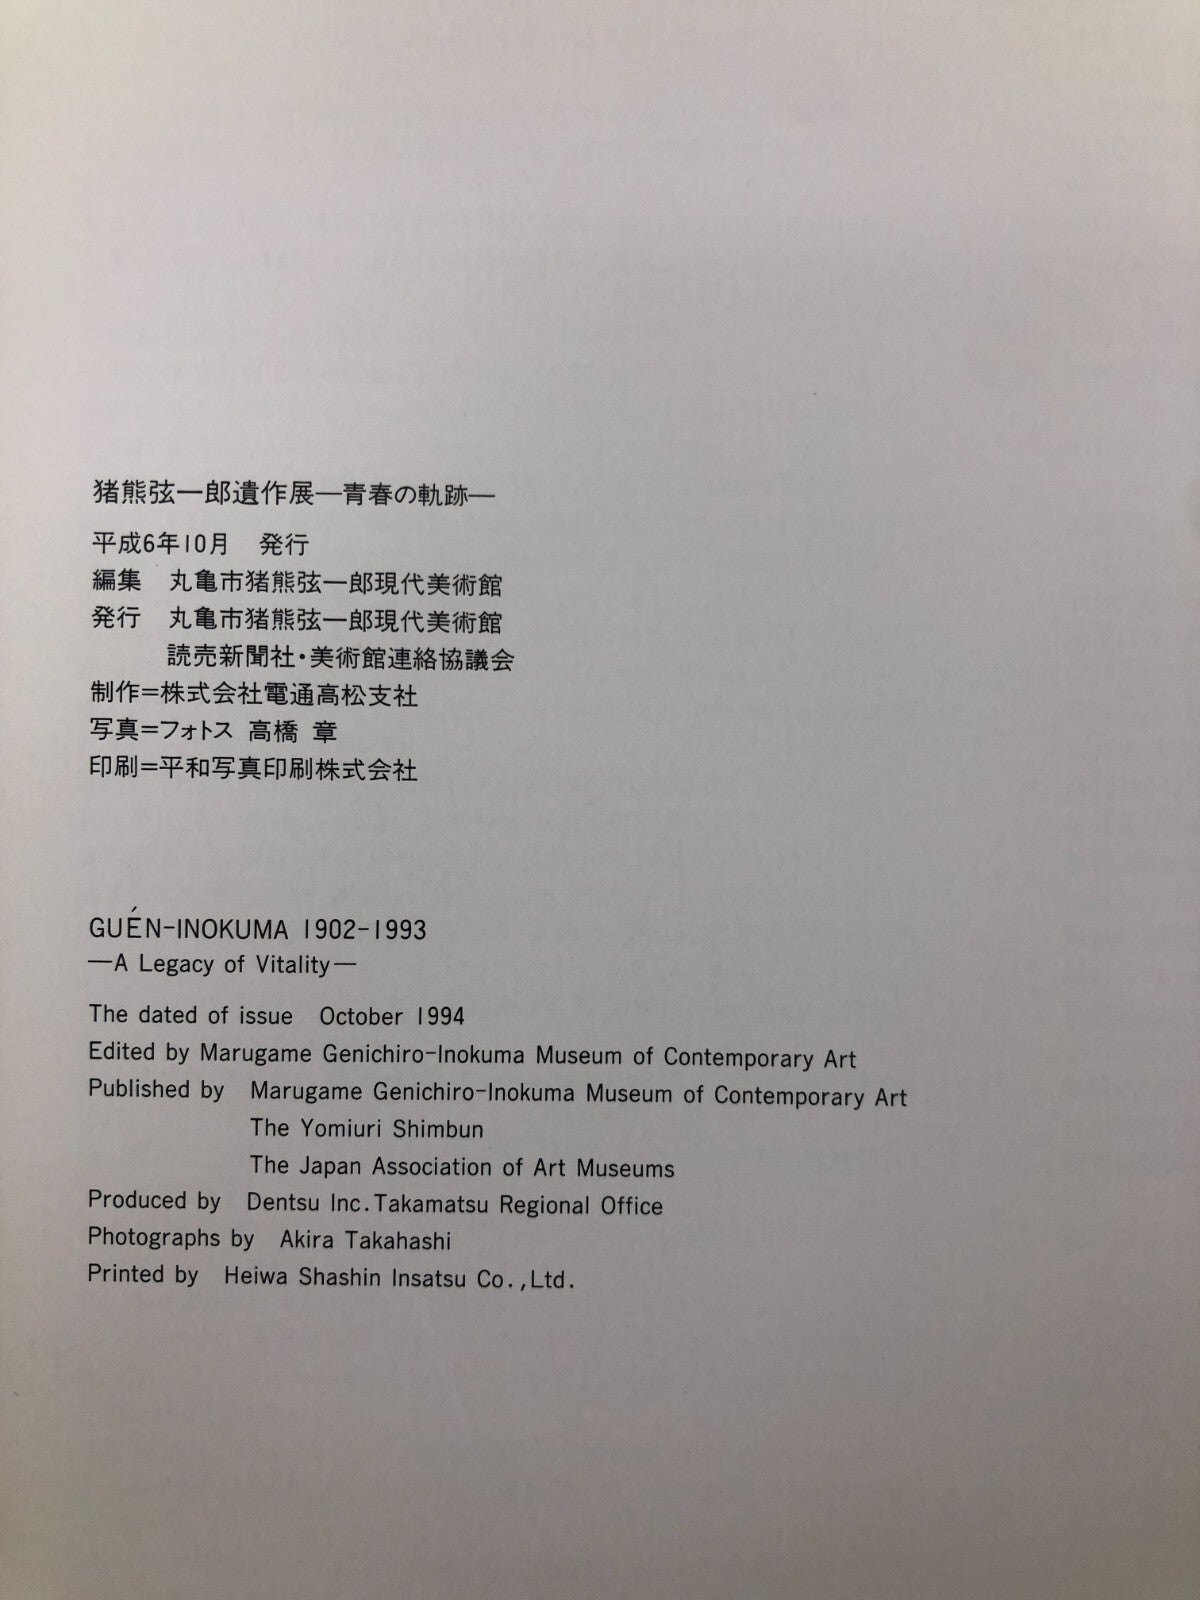 猪熊弦一郎遺作展―青春の軌跡―
平成6年10月 発行
編集 丸亀市猪熊弦一郎現代美術館
発行 丸亀市猪熊弦一郎現代美術館
読売新聞社・美術館連絡協議会
制作=株式会社電通高松支社
写真=フォトス 高橋 章
印刷=平和写真印刷株式会社
GUÉN-INOKUMA 1902-1993
―A Legacy of Vitality―
The dated of issue October 1994
Edited by Marugame Genichiro-Inokuma Museum of Contemporary Art
Published by Marugame Genichiro-Inokuma Museum of Contemporary Art
The Yomiuri Shimbun
The Japan Association of Art Museums
Produced by Dentsu Inc. Takamatsu Regional Office
Photographs by Akira Takahashi
Printed by Heiwa Shashin Insatsu Co.,Ltd.